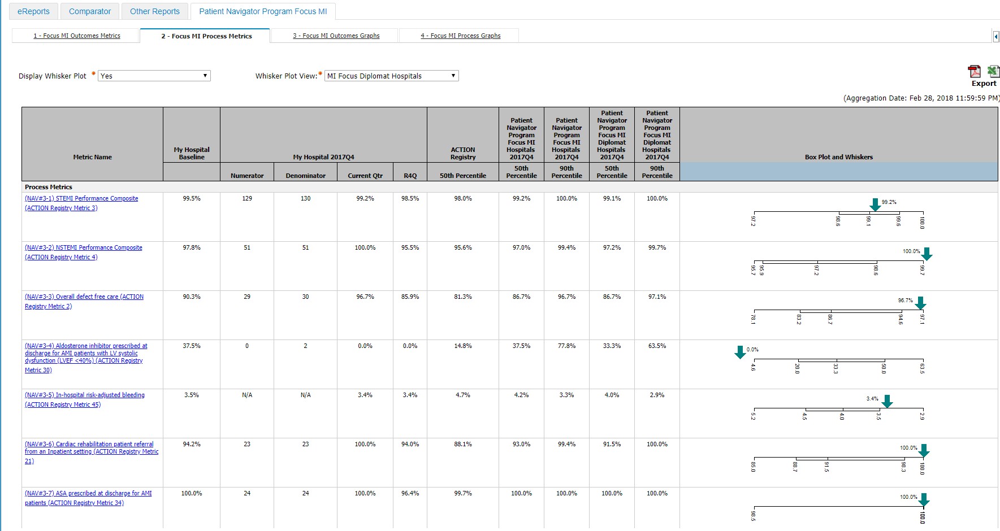 eReports
Comparator
Other Reports
Patient Navigator Program Focus MI
1 - Focus MI Outcomes Metrics
2 - Focus MI Process Metrics
3 - Focus MI Outcomes Graphs
4 - Focus MI Process Graphs
Display Whisker Plot * Yes
Whisker Plot View:* MI Focus Diplomat Hospitals
Export
(Aggregation Date: Feb 28, 2018 11:59:59 PM)
Metric Name
My Hospital
Baseline
My Hospital 2017Q4
ACTION
Registry
Patient
Navigator
Program
Focus MI
Hospitals
2017Q4
Patient
Navigator
Program
Focus MI
Hospitals
2017Q4
Patient
Navigator
Program
Focus MI
Diplomat
Hospitals
2017Q4
Patient
Navigator
Program
Focus MI
Diplomat
Hospitals
2017Q4
Box Plot and Whiskers
Numerator
Denominator
Current Qtr
R4Q
50th Percentile
50th
Percentile
90th
Percentile
50th
Percentile
90th
Percentile
Process Metrics
(NAV#3-1) STEMI Performance Composite
(ACTION Registry Metric 3)
99.5% 129 130 99.2% 98.5% 98.0% 99.2% 100.0% 99.1% 100.0%
99.2%
97.2 98.6 99.1 99.6 100.0
(NAV#3-2) NSTEMI Performance Composite
(ACTION Registry Metric 4)
97.8% 51 51 100.0% 95.5% 95.6% 97.0% 99.4% 97.2% 99.7%
100.0%
95.7 95.9 97.2 98.6 99.7
(NAV#3-3) Overall defect free care (ACTION
Registry Metric 2)
90.3% 29 30 96.7% 85.9% 81.3% 86.7% 96.7% 86.7% 97.1%
96.7%
78.1 83.2 86.7 94.6 97.1
(NAV#3-4) Aldosterone inhibitor prescribed at
discharge for AMI patients with LV systolic
dysfunction (LVEF <40%) (ACTION Registry
Metric 30)
37.5% 0 2 0.0% 0.0% 14.8% 37.5% 77.8% 33.3% 63.5%
0.0%
4.6 20.0 33.3 50.0 63.5
(NAV#3-5) In-hospital risk-adjusted bleeding
(ACTION Registry Metric 45)
3.5% N/A N/A 3.4% 3.4% 4.7% 4.2% 3.3% 4.0% 2.9%
3.4%
5.2 4.5 4.0 3.5 2.9
(NAV#3-6) Cardiac rehabilitation patient referral
from an Inpatient setting (ACTION Registry Metric
21)
94.2% 23 23 100.0% 94.0% 88.1% 93.0% 99.4% 91.5% 100.0%
100.0%
85.0 88.7 91.5 98.3 100.0
(NAV#3-7) ASA prescribed at discharge for AMI
patients (ACTION Registry Metric 34)
100.0% 24 24 100.0% 96.4% 99.7% 100.0% 100.0% 100.0% 100.0%
100.0%
98.5 100.0